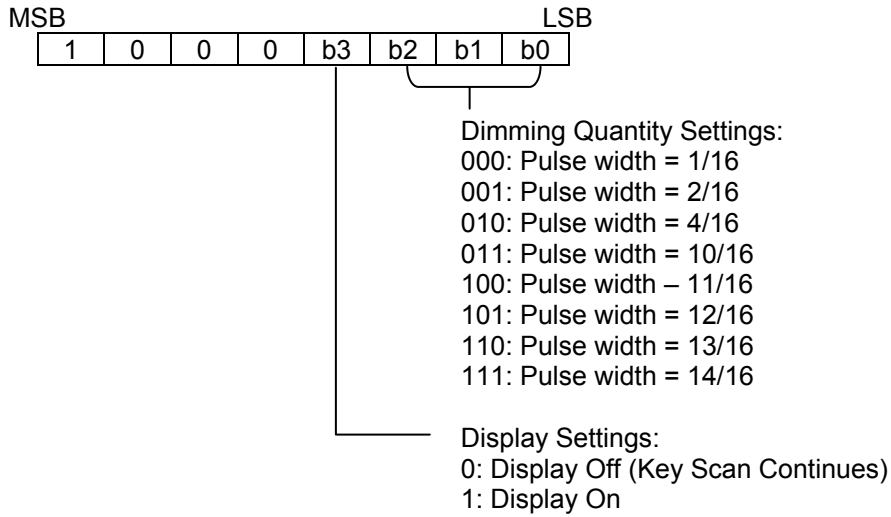 MSB LSB
1 0 0 0 b3 b2 b1 b0
Dimming Quantity Settings:
000: Pulse width = 1/16
001: Pulse width = 2/16
010: Pulse width = 4/16
011: Pulse width = 10/16
100: Pulse width – 11/16
101: Pulse width = 12/16
110: Pulse width = 13/16
111: Pulse width = 14/16
Display Settings:
0: Display Off (Key Scan Continues)
1: Display On